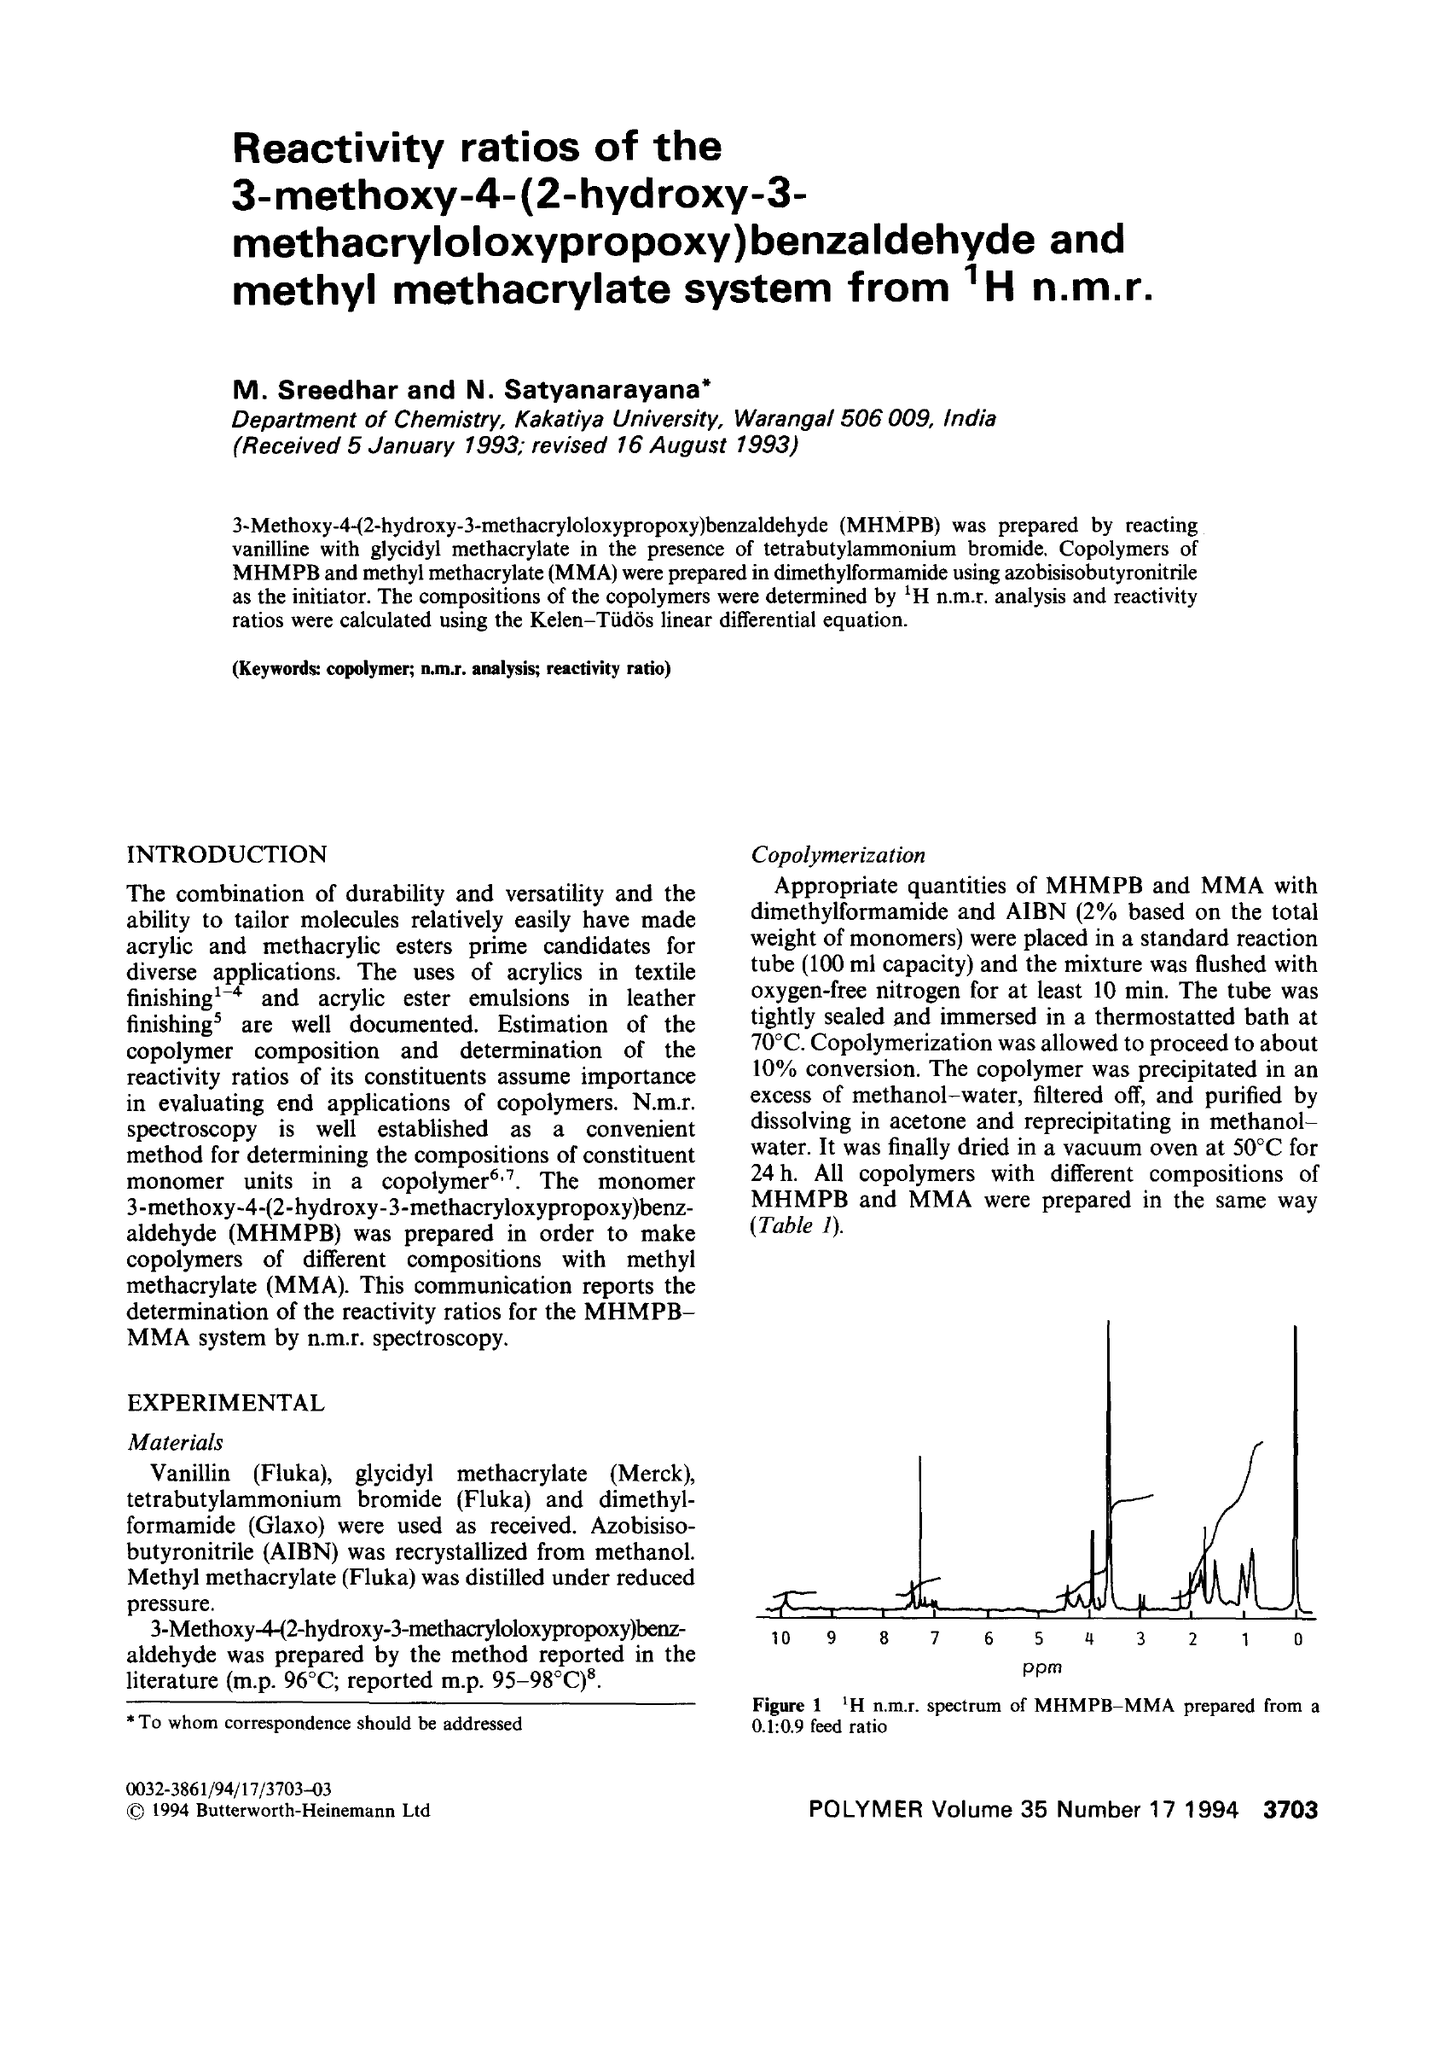 Reactivity ratios of the
3-methoxy-4-(2-hydroxy-3-
methacryloloxypropoxy)benzaldehyde and
methyl methacrylate system from ¹H n.m.r.
M. Sreedhar and N. Satyanarayana*
Department of Chemistry, Kakatiya University, Warangal 506 009, India
(Received 5 January 1993; revised 16 August 1993)
3-Methoxy-4-(2-hydroxy-3-methacryloloxypropoxy)benzaldehyde (MHMPB) was prepared by reacting
vanilline with glycidyl methacrylate in the presence of tetrabutylammonium bromide. Copolymers of
MHMPB and methyl methacrylate (MMA) were prepared in dimethylformamide using azobisisobutyronitrile
as the initiator. The compositions of the copolymers were determined by ¹H n.m.r. analysis and reactivity
ratios were calculated using the Kelen–Tüdös linear differential equation.
(Keywords: copolymer; n.m.r. analysis; reactivity ratio)
INTRODUCTION
The combination of durability and versatility and the
ability to tailor molecules relatively easily have made
acrylic and methacrylic esters prime candidates for
diverse applications. The uses of acrylics in textile
finishing¹⁻⁴ and acrylic ester emulsions in leather
finishing⁵ are well documented. Estimation of the
copolymer composition and determination of the
reactivity ratios of its constituents assume importance
in evaluating end applications of copolymers. N.m.r.
spectroscopy is well established as a convenient
method for determining the compositions of constituent
monomer units in a copolymer⁶,⁷. The monomer
3-methoxy-4-(2-hydroxy-3-methacryloxypropoxy)benz-
aldehyde (MHMPB) was prepared in order to make
copolymers of different compositions with methyl
methacrylate (MMA). This communication reports the
determination of the reactivity ratios for the MHMPB–
MMA system by n.m.r. spectroscopy.
EXPERIMENTAL
Materials
Vanillin (Fluka), glycidyl methacrylate (Merck),
tetrabutylammonium bromide (Fluka) and dimethyl-
formamide (Glaxo) were used as received. Azobisiso-
butyronitrile (AIBN) was recrystallized from methanol.
Methyl methacrylate (Fluka) was distilled under reduced
pressure.
3-Methoxy-4-(2-hydroxy-3-methacryloloxypropoxy)benz-
aldehyde was prepared by the method reported in the
literature (m.p. 96°C; reported m.p. 95–98°C)⁸.
* To whom correspondence should be addressed
Copolymerization
Appropriate quantities of MHMPB and MMA with
dimethylformamide and AIBN (2% based on the total
weight of monomers) were placed in a standard reaction
tube (100 ml capacity) and the mixture was flushed with
oxygen-free nitrogen for at least 10 min. The tube was
tightly sealed and immersed in a thermostatted bath at
70°C. Copolymerization was allowed to proceed to about
10% conversion. The copolymer was precipitated in an
excess of methanol–water, filtered off, and purified by
dissolving in acetone and reprecipitating in methanol–
water. It was finally dried in a vacuum oven at 50°C for
24 h. All copolymers with different compositions of
MHMPB and MMA were prepared in the same way
(Table 1).
10 9 8 7 6 5 4 3 2 1 0
ppm
Figure 1 ¹H n.m.r. spectrum of MHMPB–MMA prepared from a
0.1:0.9 feed ratio
0032-3861/94/17/3703–03
© 1994 Butterworth-Heinemann Ltd
POLYMER Volume 35 Number 17 1994 3703